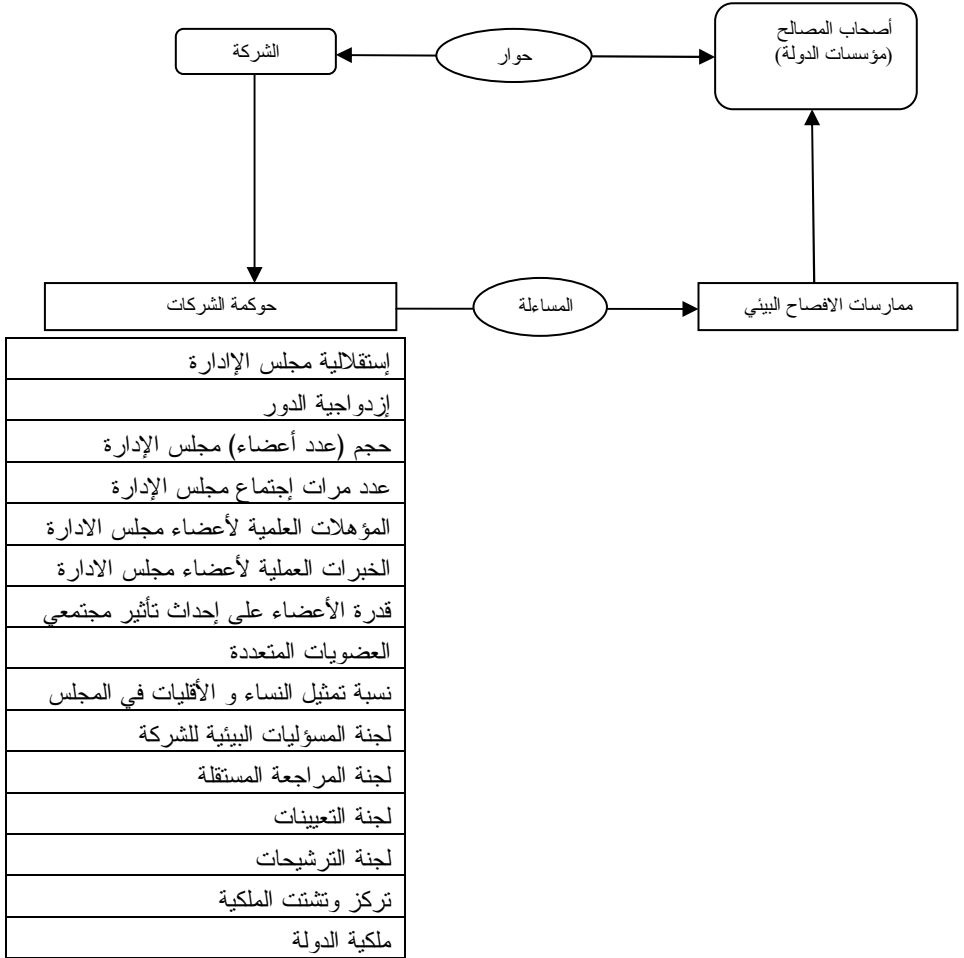 أصحاب المصالح
(مؤسسات الدولة)
حوار
الشركة
حوكمة الشركات
المساءلة
ممارسات الافصاح البيئي
إستقلالية مجلس الإادارة
إزدواجية الدور
حجم (عدد أعضاء) مجلس الإدارة
عدد مرات إجتماع مجلس الإدارة
المؤهلات العلمية لأعضاء مجلس الادارة
الخبرات العملية لأعضاء مجلس الادارة
قدرة الأعضاء على إحداث تأثير مجتمعي
العضويات المتعددة
نسبة تمثيل النساء و الأقليات في المجلس
لجنة المسؤليات البيئية للشركة
لجنة المراجعة المستقلة
لجنة التعيينات
لجنة الترشيحات
تركز وتشتت الملكية
ملكية الدولة